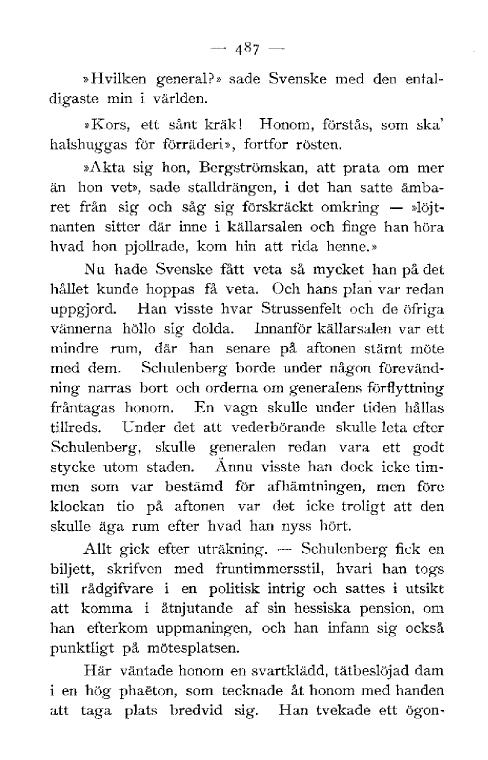 — 487 —
»Hvilken general?» sade Svenske med den enfal-
digaste min i världen.
»Kors, ett sånt kräk! Honom, förstås, som ska'
halshuggas för förräderi», fortfor rösten.
»Akta sig hon, Bergströmskan, att prata om mer
än hon vet», sade stalldrängen, i det han satte ämba-
ret från sig och såg sig förskräckt omkring — »löjt-
nanten sitter där inne i källarsalen och finge han höra
hvad hon pjollrade, kom hin att rida henne.»
Nu hade Svenske fått veta så mycket han på det
hållet kunde hoppas få veta. Och hans plan var redan
uppgjord. Han visste hvar Strussenfelt och de öfriga
vännerna höllo sig dolda. Innanför källarsalen var ett
mindre rum, där han senare på aftonen stämt möte
med dem. Schulenberg borde under någon förevänd-
ning narras bort och orderna om generalens förflyttning
fråntagas honom. En vagn skulle under tiden hållas
tillreds. Under det att vederbörande skulle leta efter
Schulenberg, skulle generalen redan vara ett godt
stycke utom staden. Ännu visste han dock icke tim-
men som var bestämd för afhämtningen, men före
klockan tio på aftonen var det icke troligt att den
skulle äga rum efter hvad han nyss hört.
Allt gick efter uträkning. — Schulenberg fick en
biljett, skrifven med fruntimmersstil, hvari han togs
till rådgifvare i en politisk intrig och sattes i utsikt
att komma i åtnjutande af sin hessiska pension, om
han efterkom uppmaningen, och han infann sig också
punktligt på mötesplatsen.
Här väntade honom en svartklädd, tätbeslöjad dam
i en hög phaëton, som tecknade åt honom med handen
att taga plats bredvid sig. Han tvekade ett ögon-